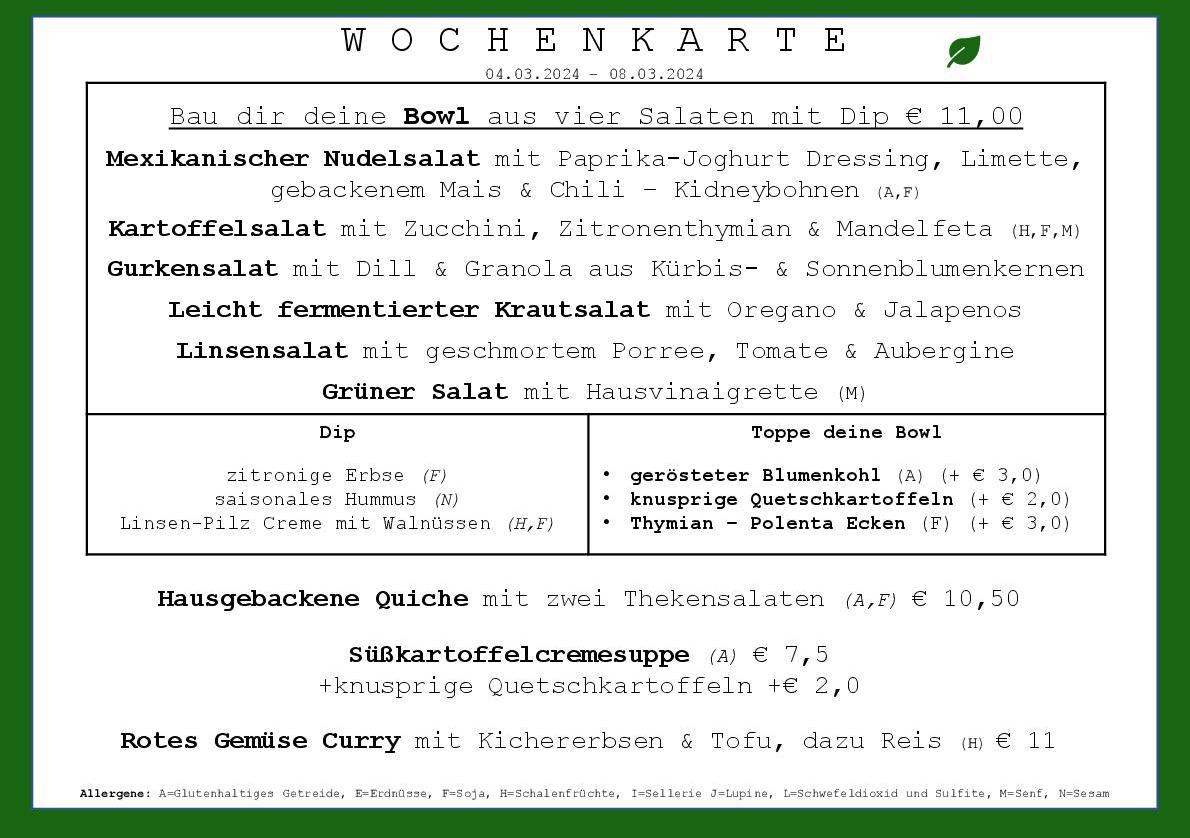 WOCHENKARTE
04.03.2024 – 08.03.2024
Bau dir deine Bowl aus vier Salaten mit Dip € 11,00
Mexikanischer Nudelsalat mit Paprika-Joghurt Dressing, Limette,
gebackenem Mais & Chili – Kidneybohnen (A,F)
Kartoffelsalat mit Zucchini, Zitronenthymian & Mandelfeta (H,F,M)
Gurkensalat mit Dill & Granola aus Kürbis- & Sonnenblumenkernen
Leicht fermentierter Krautsalat mit Oregano & Jalapenos
Linsensalat mit geschmortem Porree, Tomate & Aubergine
Grüner Salat mit Hausvinaigrette (M)
Dip
zitronige Erbse (F)
saisonales Hummus (N)
Linsen-Pilz Creme mit Walnüssen (H,F)
Toppe deine Bowl
• gerösteter Blumenkohl (A) (+ € 3,0)
• knusprige Quetschkartoffeln (+ € 2,0)
• Thymian – Polenta Ecken (F) (+ € 3,0)
Hausgebackene Quiche mit zwei Thekensalaten (A,F) € 10,50
Süßkartoffelcremesuppe (A) € 7,5
+knusprige Quetschkartoffeln +€ 2,0
Rotes Gemüse Curry mit Kichererbsen & Tofu, dazu Reis (H) € 11
Allergene: A=Glutenhaltiges Getreide, E=Erdnüsse, F=Soja, H=Schalenfrüchte, I=Sellerie J=Lupine, L=Schwefeldioxid und Sulfite, M=Senf, N=Sesam